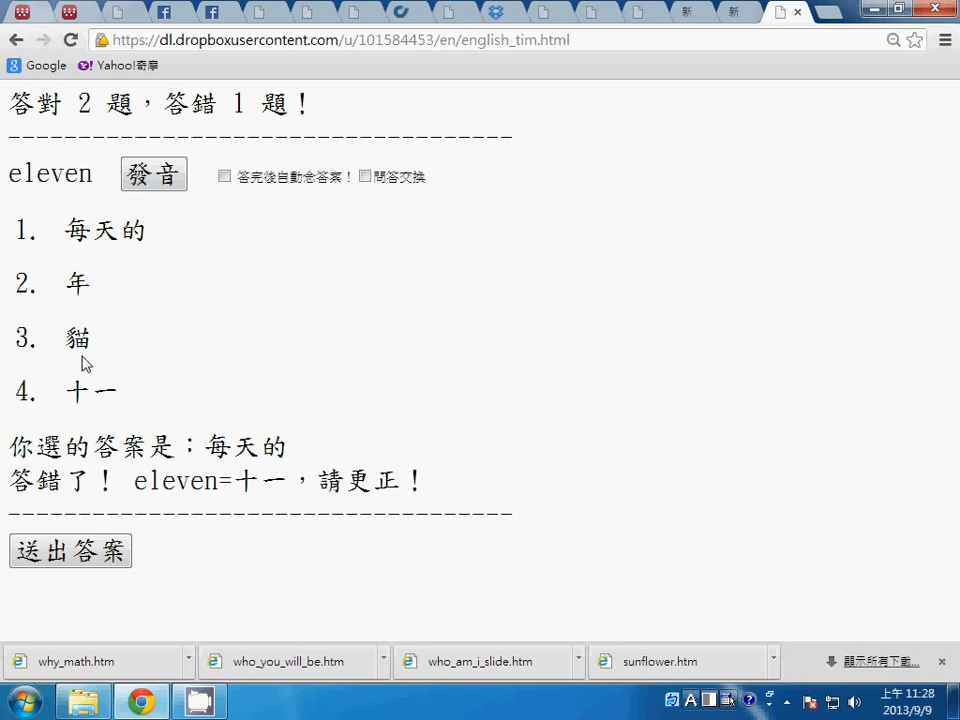 新
新
https://dl.dropboxusercontent.com/u/101584453/en/english_tim.html
Google Yahoo!奇摩
答對 2 題，答錯 1 題！
------------------------------------
eleven 發音 答完後自動念答案！ 問答交換
1. 每天的
2. 年
3. 貓
4. 十一
你選的答案是：每天的
答錯了！ eleven=十一，請更正！
------------------------------------
送出答案
why_math.htm who_you_will_be.htm who_am_i_slide.htm sunflower.htm 顯示所有下載...
上午 11:28
2013/9/9